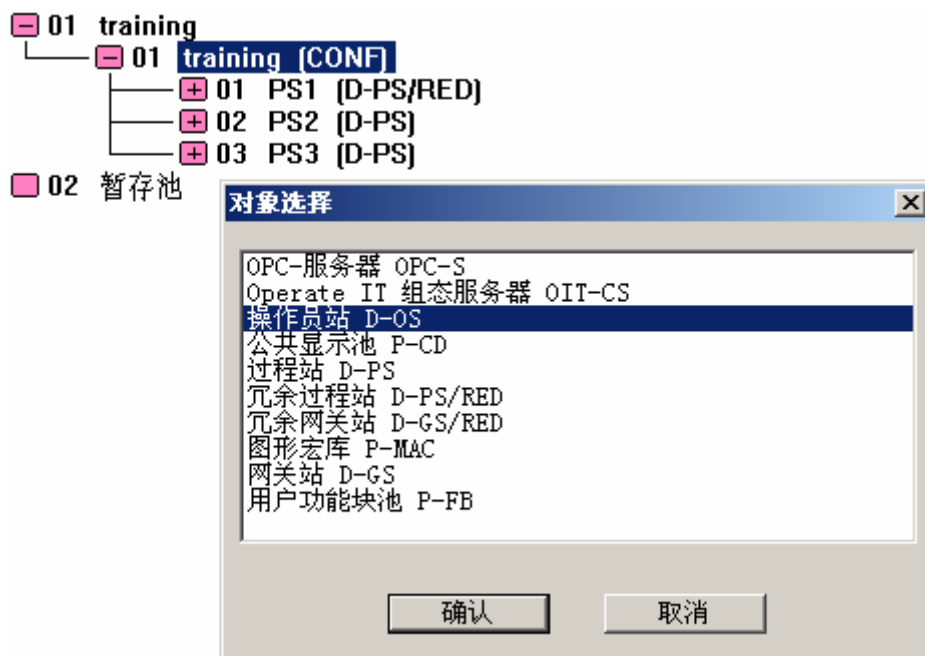 01 training
01 training (CONF)
01 PS1 (D-PS/RED)
02 PS2 (D-PS)
03 PS3 (D-PS)
02 暂存池
对象选择
OPC-服务器 OPC-S
Operate IT 组态服务器 OIT-CS
操作员站 D-OS
公共显示池 P-CD
过程站 D-PS
冗余过程站 D-PS/RED
冗余网关站 D-GS/RED
图形宏库 P-MAC
网关站 D-GS
用户功能块池 P-FB
确认 取消